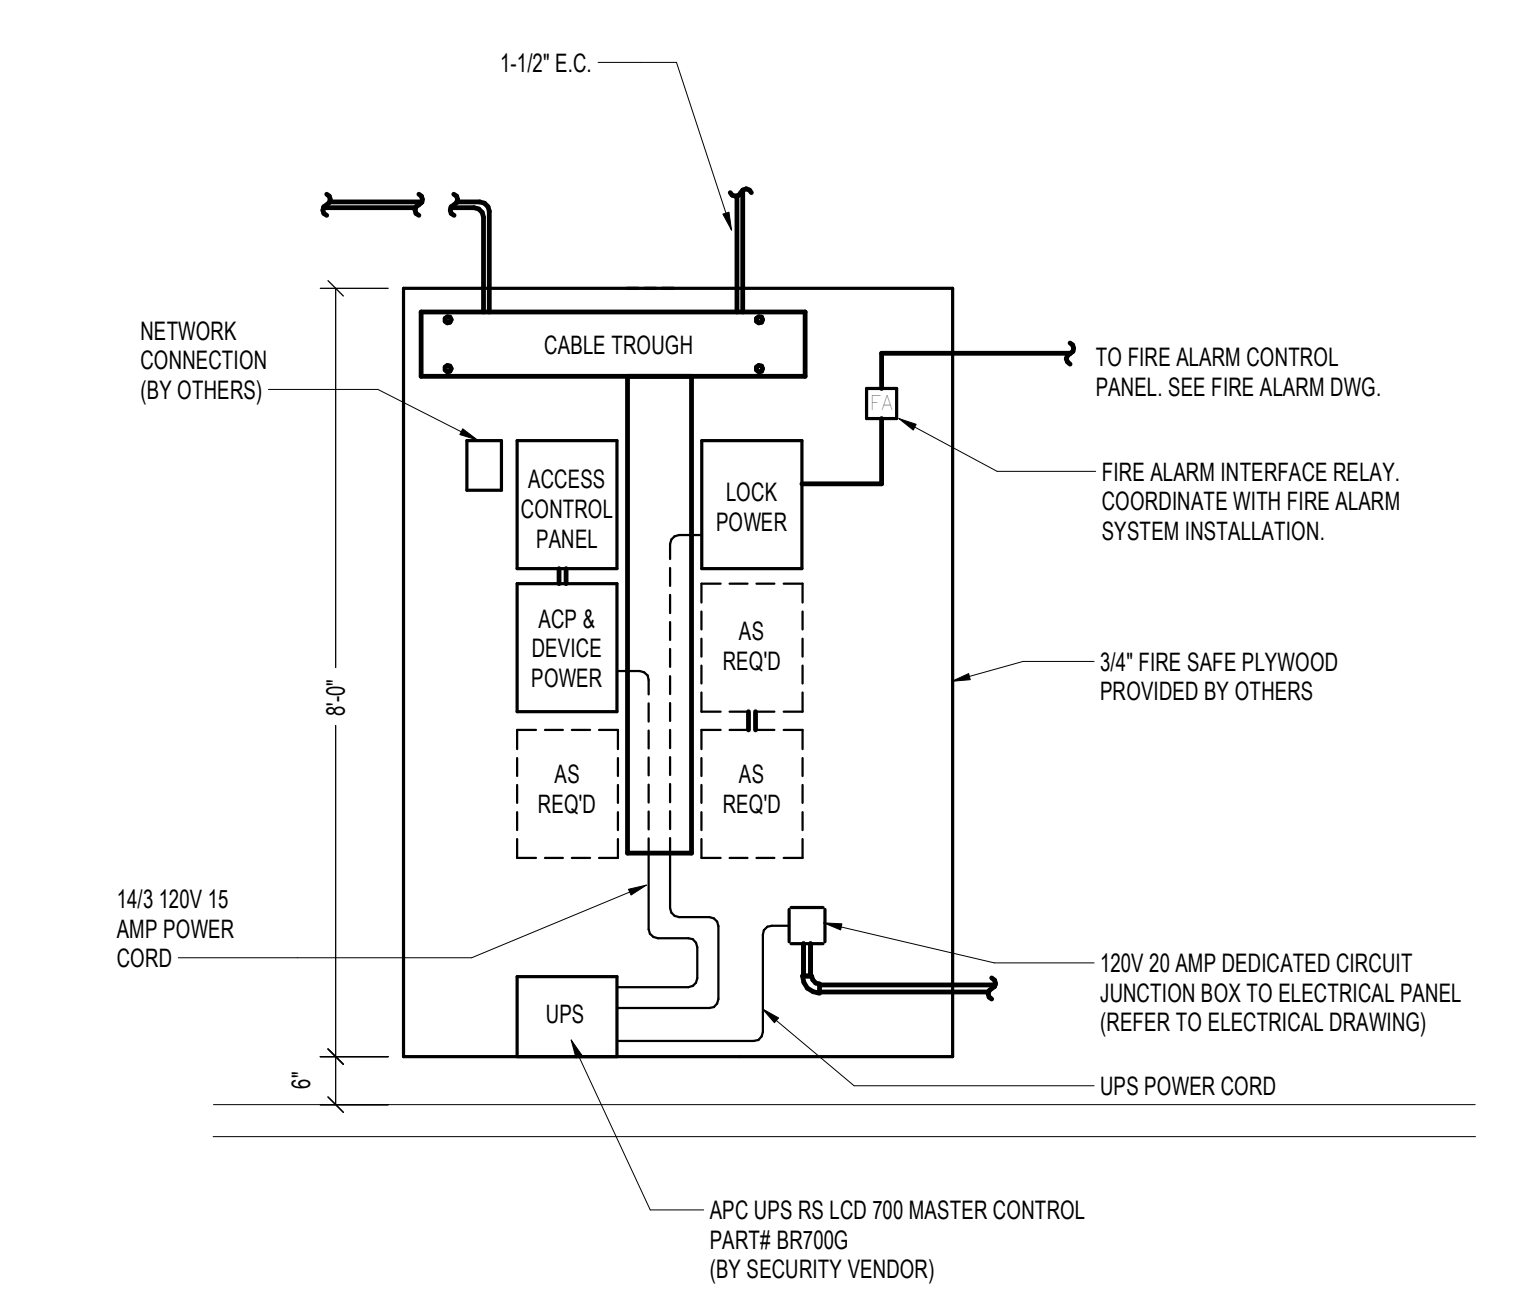 1-1/2" E.C.
CABLE TROUGH
NETWORK
CONNECTION
(BY OTHERS)
TO FIRE ALARM CONTROL
PANEL. SEE FIRE ALARM DWG.
FA
FIRE ALARM INTERFACE RELAY.
COORDINATE WITH FIRE ALARM
SYSTEM INSTALLATION.
ACCESS
CONTROL
PANEL
LOCK
POWER
ACP &
DEVICE
POWER
AS
REQ'D
3/4" FIRE SAFE PLYWOOD
PROVIDED BY OTHERS
8'-0"
AS
REQ'D
AS
REQ'D
14/3 120V 15
AMP POWER
CORD
120V 20 AMP DEDICATED CIRCUIT
JUNCTION BOX TO ELECTRICAL PANEL
(REFER TO ELECTRICAL DRAWING)
UPS
6"
UPS POWER CORD
APC UPS RS LCD 700 MASTER CONTROL
PART# BR700G
(BY SECURITY VENDOR)